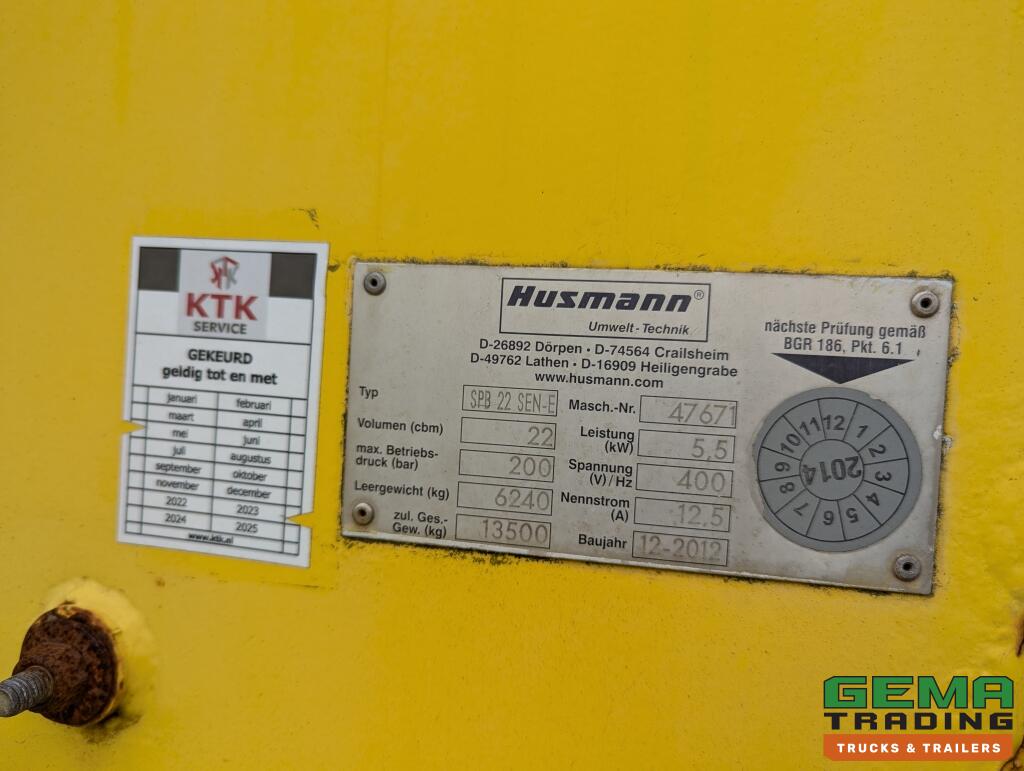 KTK
SERVICE
GEKEURD
geidig tot en met
januari februari
maart april
mei juni
juli augustus
september oktober
november december
2022 2023
2024 2025
www.ktk.nl
Husmann®
Umwelt-Technik
D-26892 Dörpen • D-74564 Crailsheim
D-49762 Lathen • D-16909 Heiligengrabe
www.husmann.com
nächste Prüfung gemäß
BGR 186, Pkt. 6.1
Typ SPB 22 SEN-E
Masch.-Nr. 47671
Volumen (cbm) 22
Leistung
(kW) 5,5
max. Betriebs-
druck (bar) 200
Spannung
(V) / Hz 400
Leergewicht (kg) 6240
Nennstrom
(A) 12,5
zul. Ges.-
Gew. (kg) 13500
Baujahr 12-2012
1 2 3 4 5 6 7 8 9 10 11 12
2014
GEMA
TRADING
TRUCKS & TRAILERS